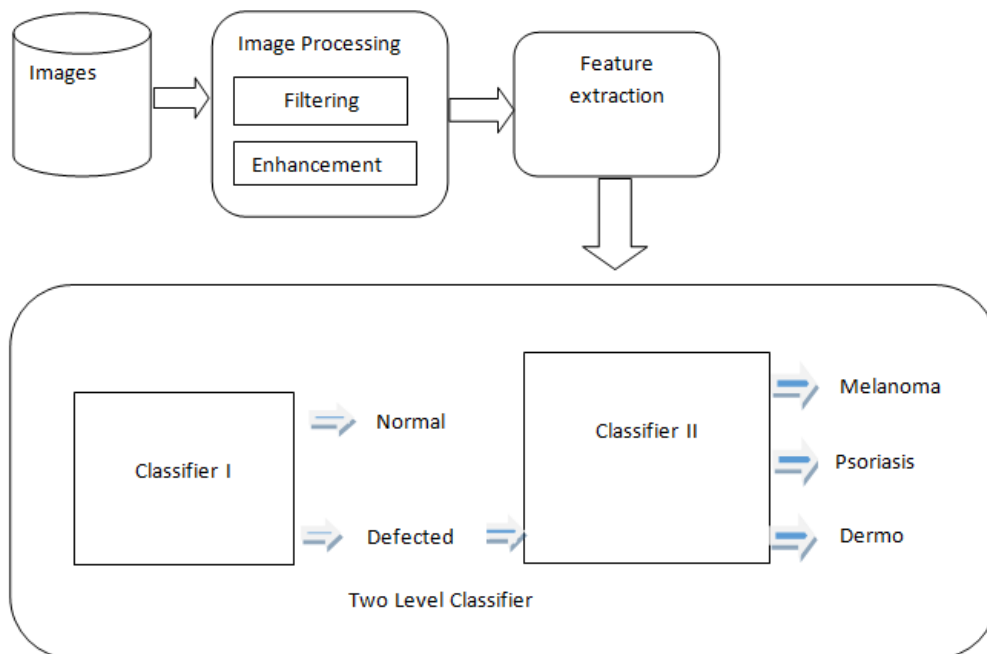 Images
Image Processing
Filtering
Enhancement
Feature
extraction
Classifier I
Normal
Defected
Classifier II
Melanoma
Psoriasis
Dermo
Two Level Classifier